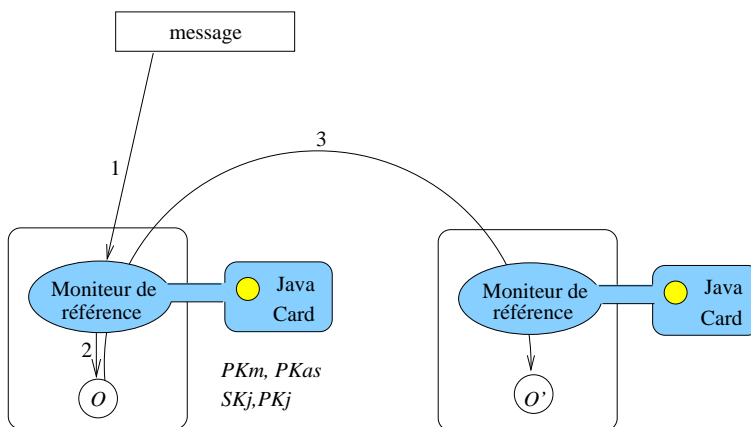 message
3
1
Moniteur de
référence
Java
Card
Moniteur de
référence
Java
Card
2
PKm, PKas
SKj,PKj
O
O'